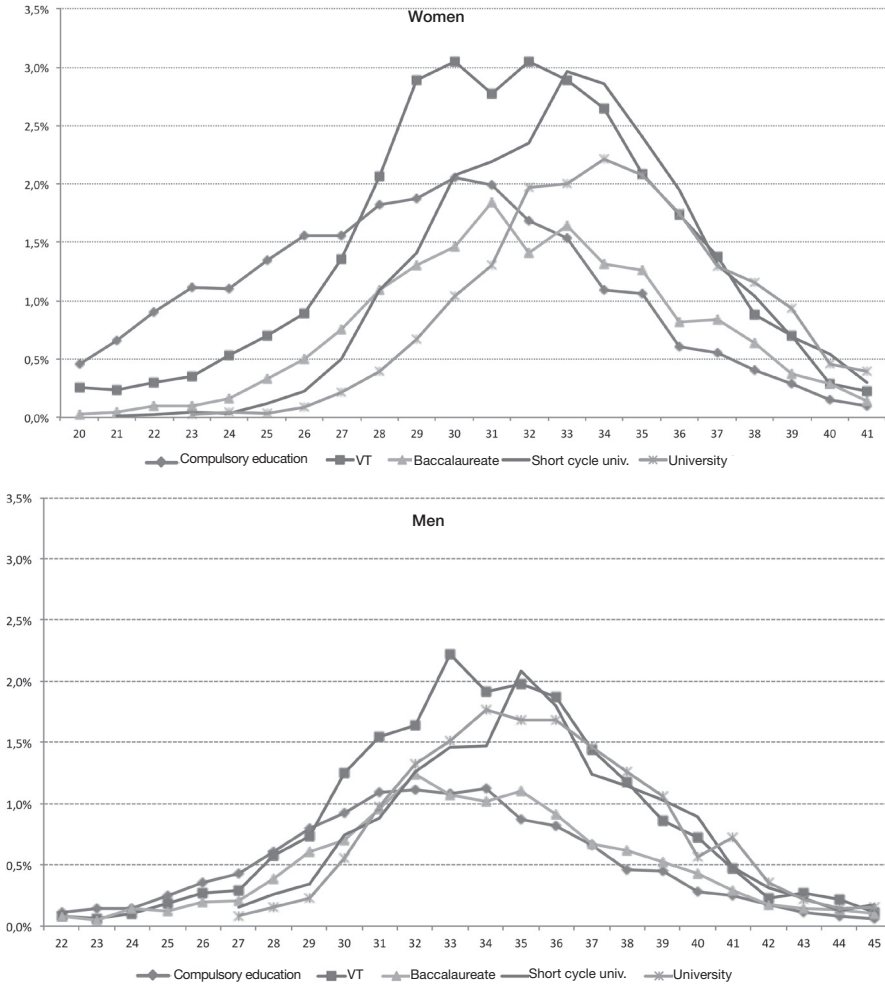 Women
3,5%
3,0%
2,5%
2,0%
1,5%
1,0%
0,5%
0,0%
20 21 22 23 24 25 26 27 28 29 30 31 32 33 34 35 36 37 38 39 40 41
Compulsory education VT Baccalaureate Short cycle univ. University
Men
3,5%
3,0%
2,5%
2,0%
1,5%
1,0%
0,5%
0,0%
22 23 24 25 26 27 28 29 30 31 32 33 34 35 36 37 38 39 40 41 42 43 44 45
Compulsory education VT Baccalaureate Short cycle univ. University